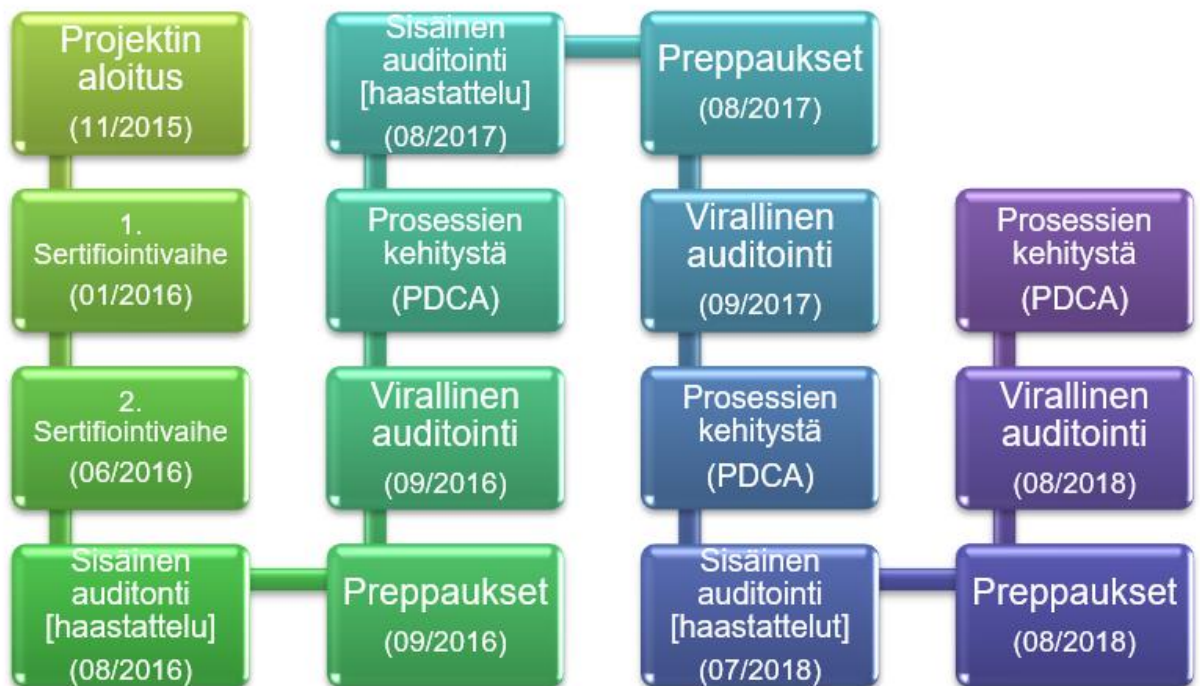 Projektin
aloitus
(11/2015)
1.
Sertifiointivaihe
(01/2016)
2.
Sertifiointivaihe
(06/2016)
Sisäinen
auditonti
[haastattelu]
(08/2016)
Preppaukset
(09/2016)
Virallinen
auditointi
(09/2016)
Prosessien
kehitystä
(PDCA)
Sisäinen
auditointi
[haastattelu]
(08/2017)
Preppaukset
(08/2017)
Virallinen
auditointi
(09/2017)
Prosessien
kehitystä
(PDCA)
Sisäinen
auditointi
[haastattelut]
(07/2018)
Preppaukset
(08/2018)
Virallinen
auditointi
(08/2018)
Prosessien
kehitystä
(PDCA)